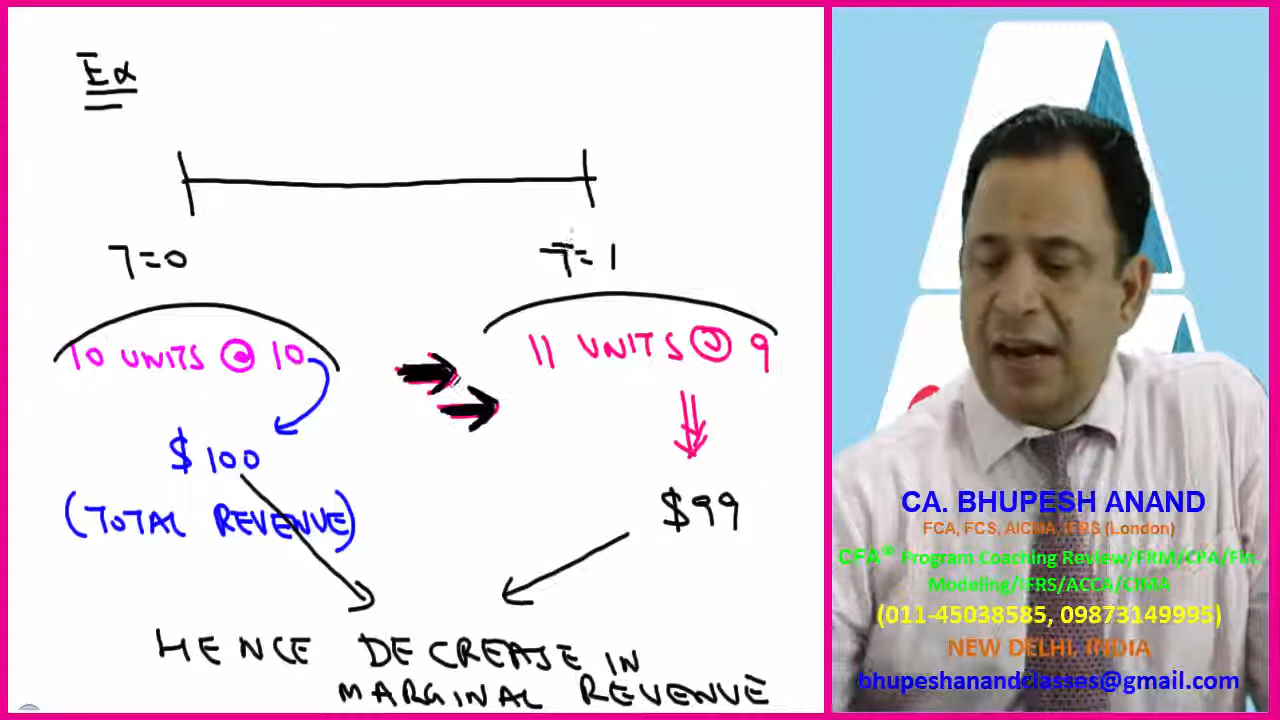 Ex
T=0
T=1
10 UNITS @ 10
11 UNITS @ 9
$100
(TOTAL REVENUE)
$99
HENCE DECREASE IN
MARGINAL REVENUE
CA. BHUPESH ANAND
FCA, FCS, AICMA, IFRS (London)
CFA® Program Coaching Review/FRM/CPA/Fin
Modeling/IFRS/ACCA/CIMA
(011-45038585, 09873149995)
NEW DELHI, INDIA
bhupeshanandclasses@gmail.com